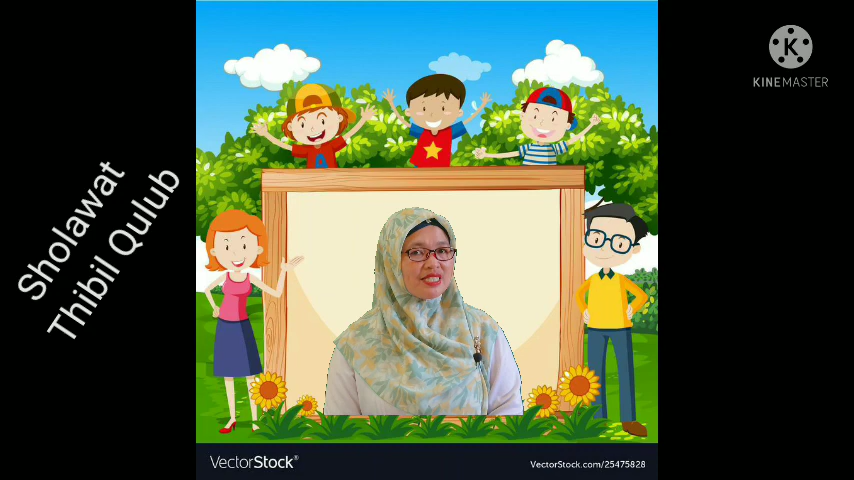 Sholawat
Thibil Qulub
K
KINEMASTER
A
VectorStock®
VectorStock.com/25475828